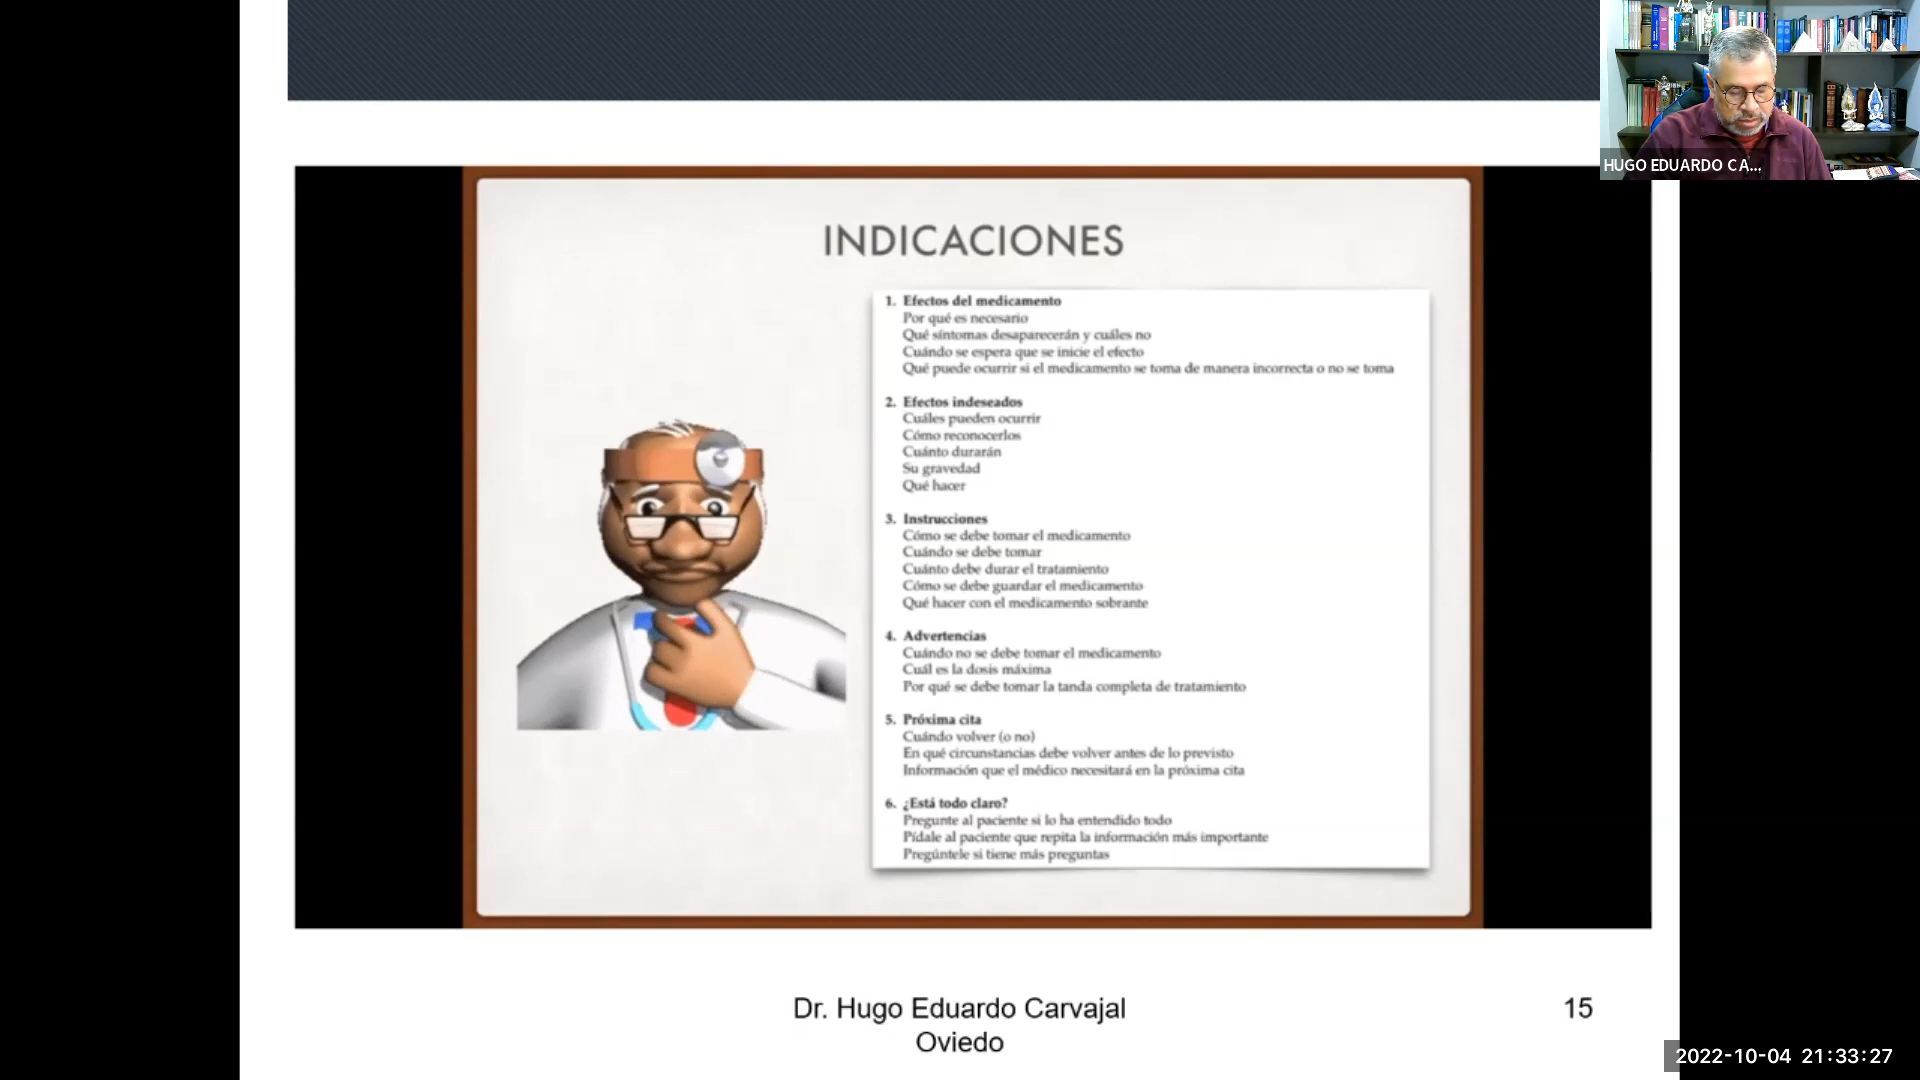 HUGO EDUARDO CA...
INDICACIONES
1. Efectos del medicamento
Por qué es necesario
Qué síntomas desaparecerán y cuáles no
Cuándo se espera que se inicie el efecto
Qué puede ocurrir si el medicamento se toma de manera incorrecta o no se toma
2. Efectos indeseados
Cuáles pueden ocurrir
Cómo reconocerlos
Cuánto durarán
Su gravedad
Qué hacer
3. Instrucciones
Cómo se debe tomar el medicamento
Cuándo se debe tomar
Cuánto debe durar el tratamiento
Cómo se debe guardar el medicamento
Qué hacer con el medicamento sobrante
4. Advertencias
Cuándo no se debe tomar el medicamento
Cuál es la dosis máxima
Por qué se debe tomar la tanda completa de tratamiento
5. Próxima cita
Cuándo volver (o no)
En qué circunstancias debe volver antes de lo previsto
Información que el médico necesitará en la próxima cita
6. ¿Está todo claro?
Pregunte al paciente si lo ha entendido todo
Pídale al paciente que repita la información más importante
Pregúntele si tiene más preguntas
Dr. Hugo Eduardo Carvajal
Oviedo
15
2022-10-04 21:33:27